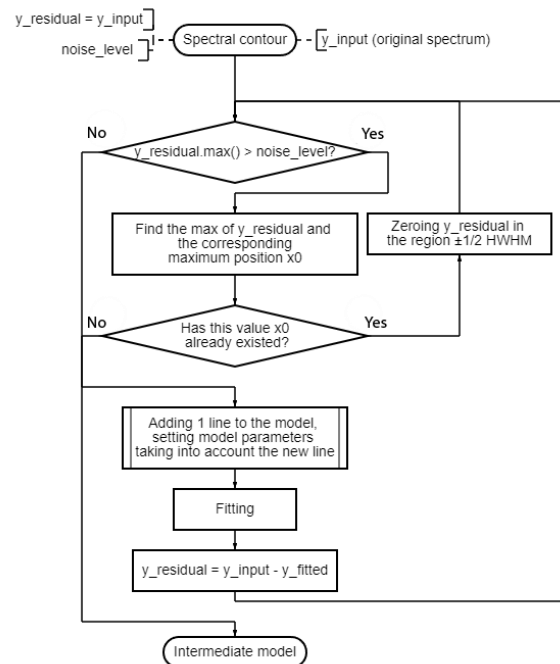 y_residual = y_input
noise_level
Spectral contour
y_input (original spectrum)
No
Yes
y_residual.max() > noise_level?
Find the max of y_residual and
the corresponding
maximum position x0
Zeroing y_residual in
the region ±1/2 HWHM
No
Yes
Has this value x0
already existed?
Adding 1 line to the model,
setting model parameters
taking into account the new line
Fitting
y_residual = y_input - y_fitted
Intermediate model